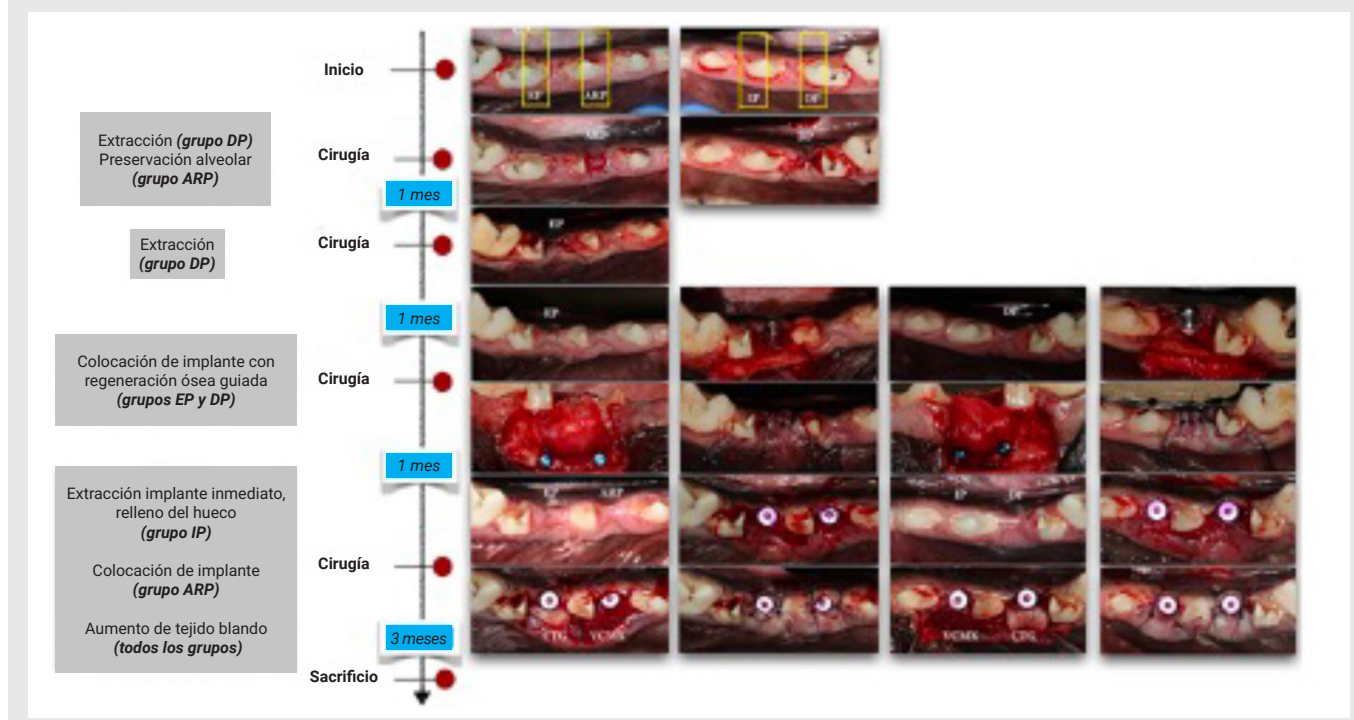 Inicio
EP
ARP
IP
DP
Extracción (grupo DP)
Preservación alveolar
(grupo ARP)
Cirugía
1 mes
Extracción
(grupo DP)
Cirugía
EP
1 mes
Colocación de implante con
regeneración ósea guiada
(grupos EP y DP)
Cirugía
EP
DP
1 mes
Extracción implante inmediato,
relleno del hueco
(grupo IP)
Colocación de implante
(grupo ARP)
Aumento de tejido blando
(todos los grupos)
Cirugía
EP
ARP
IP
DP
CTG
VCMX
VCMX
CTG
3 meses
Sacrificio